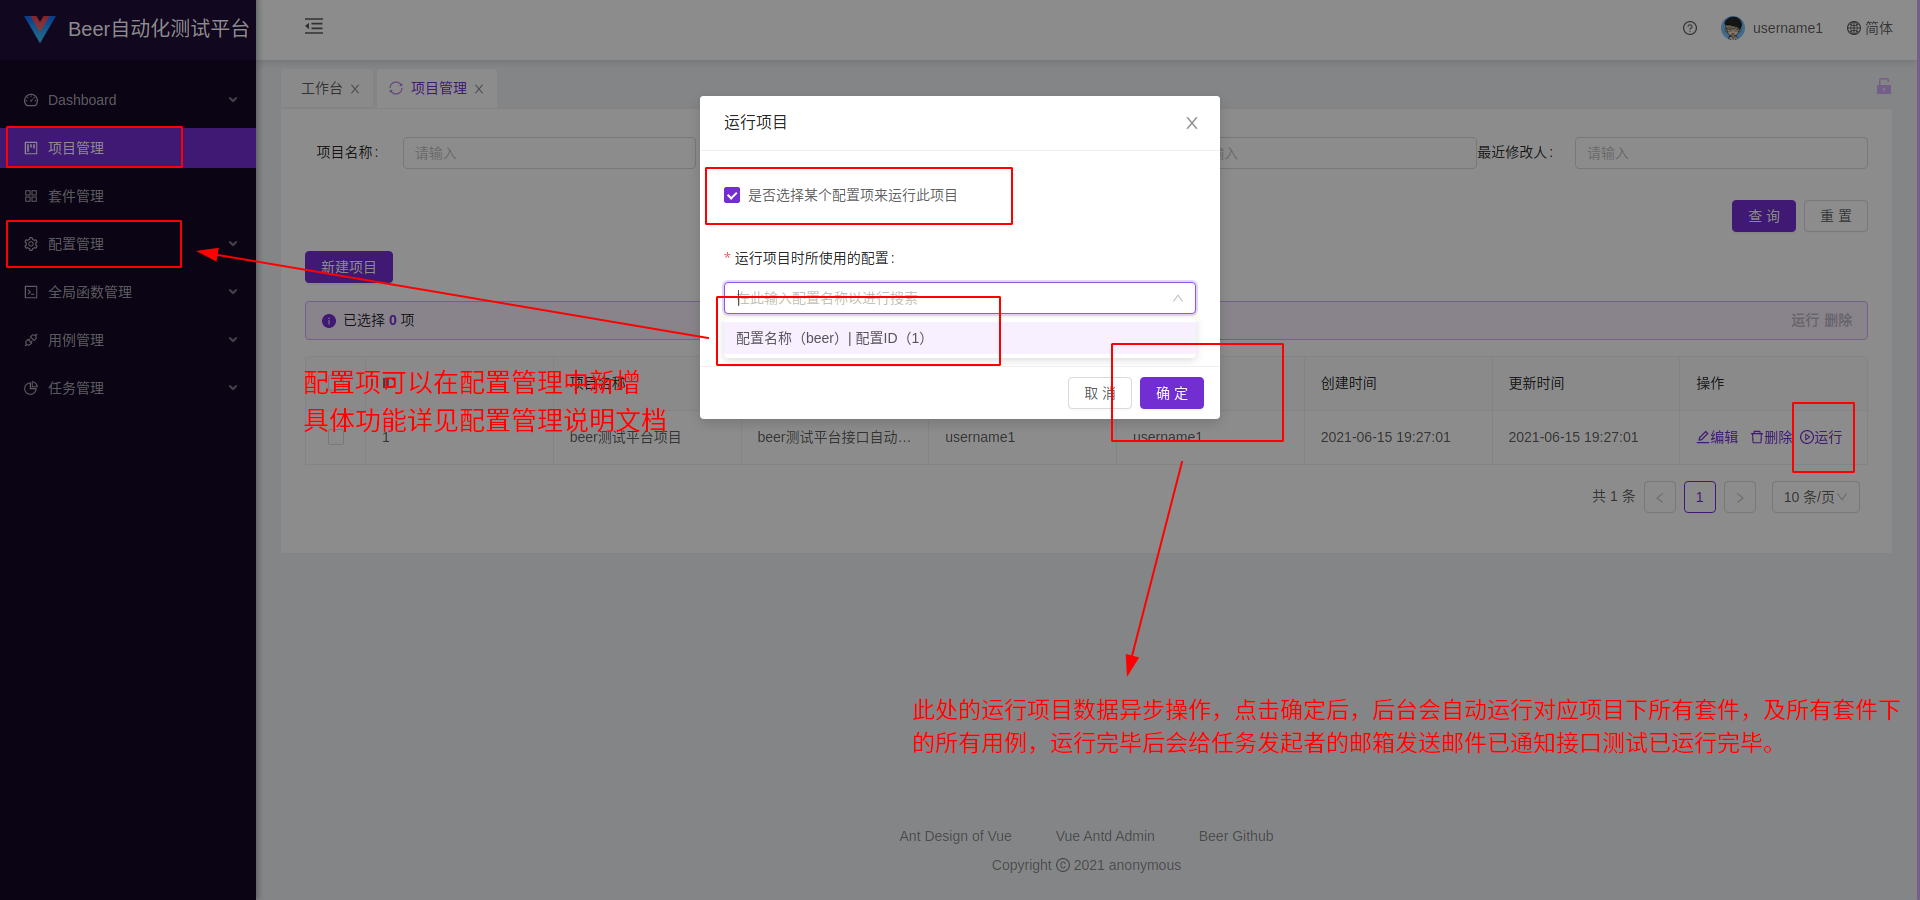 Beer自动化测试平台
username1
简体
Dashboard
项目管理
套件管理
配置管理
全局函数管理
用例管理
任务管理
工作台
项目管理
项目名称：
请输入
入
最近修改人：
请输入
查 询
重 置
新建项目
已选择 0 项
运行 删除
运行项目
是否选择某个配置项来运行此项目
* 运行项目时所使用的配置：
在此输入配置名称以进行搜索
配置名称（beer）| 配置ID（1）
取 消
确 定
配置项可以在配置管理中新增
具体功能详见配置管理说明文档
ID
项目名称
创建时间
更新时间
操作
1
beer测试平台项目
beer测试平台接口自动…
username1
username1
2021-06-15 19:27:01
2021-06-15 19:27:01
编辑
删除
运行
共 1 条
1
10 条/页
此处的运行项目数据异步操作，点击确定后，后台会自动运行对应项目下所有套件，及所有套件下
的所有用例，运行完毕后会给任务发起者的邮箱发送邮件已通知接口测试已运行完毕。
Ant Design of Vue
Vue Antd Admin
Beer Github
Copyright © 2021 anonymous